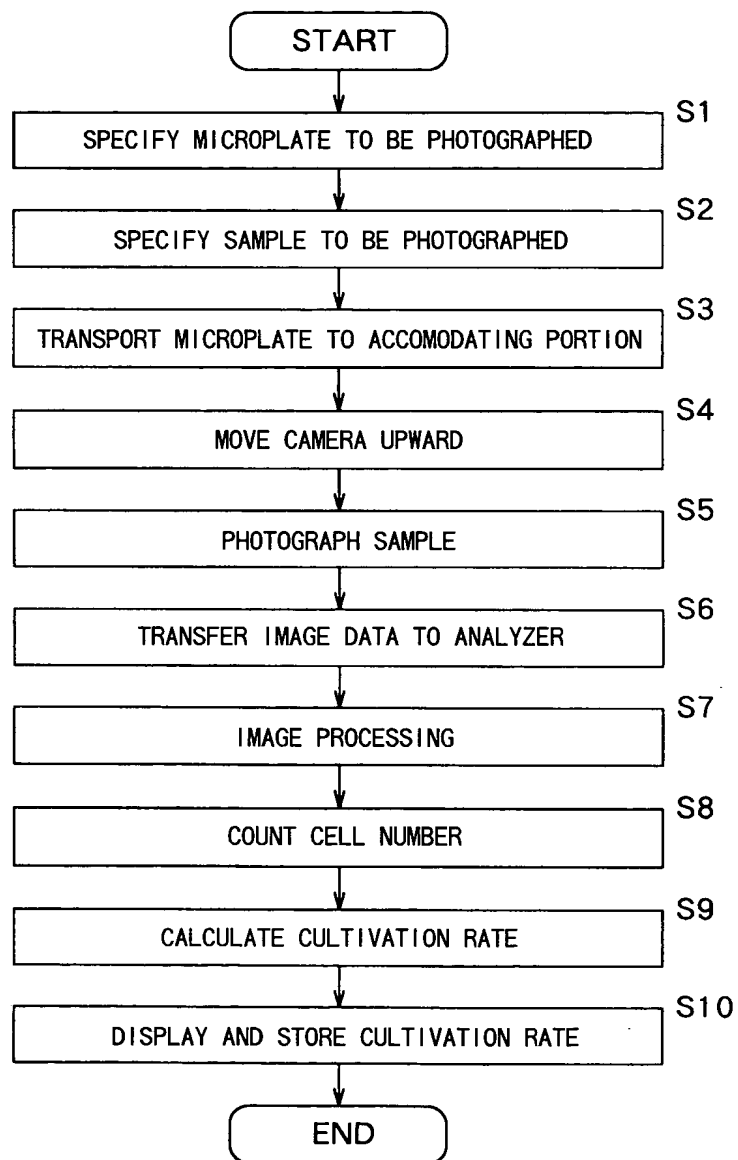 START
S1
SPECIFY MICROPLATE TO BE PHOTOGRAPHED
S2
SPECIFY SAMPLE TO BE PHOTOGRAPHED
S3
TRANSPORT MICROPLATE TO ACCOMODATING PORTION
S4
MOVE CAMERA UPWARD
S5
PHOTOGRAPH SAMPLE
S6
TRANSFER IMAGE DATA TO ANALYZER
S7
IMAGE PROCESSING
S8
COUNT CELL NUMBER
S9
CALCULATE CULTIVATION RATE
S10
DISPLAY AND STORE CULTIVATION RATE
END